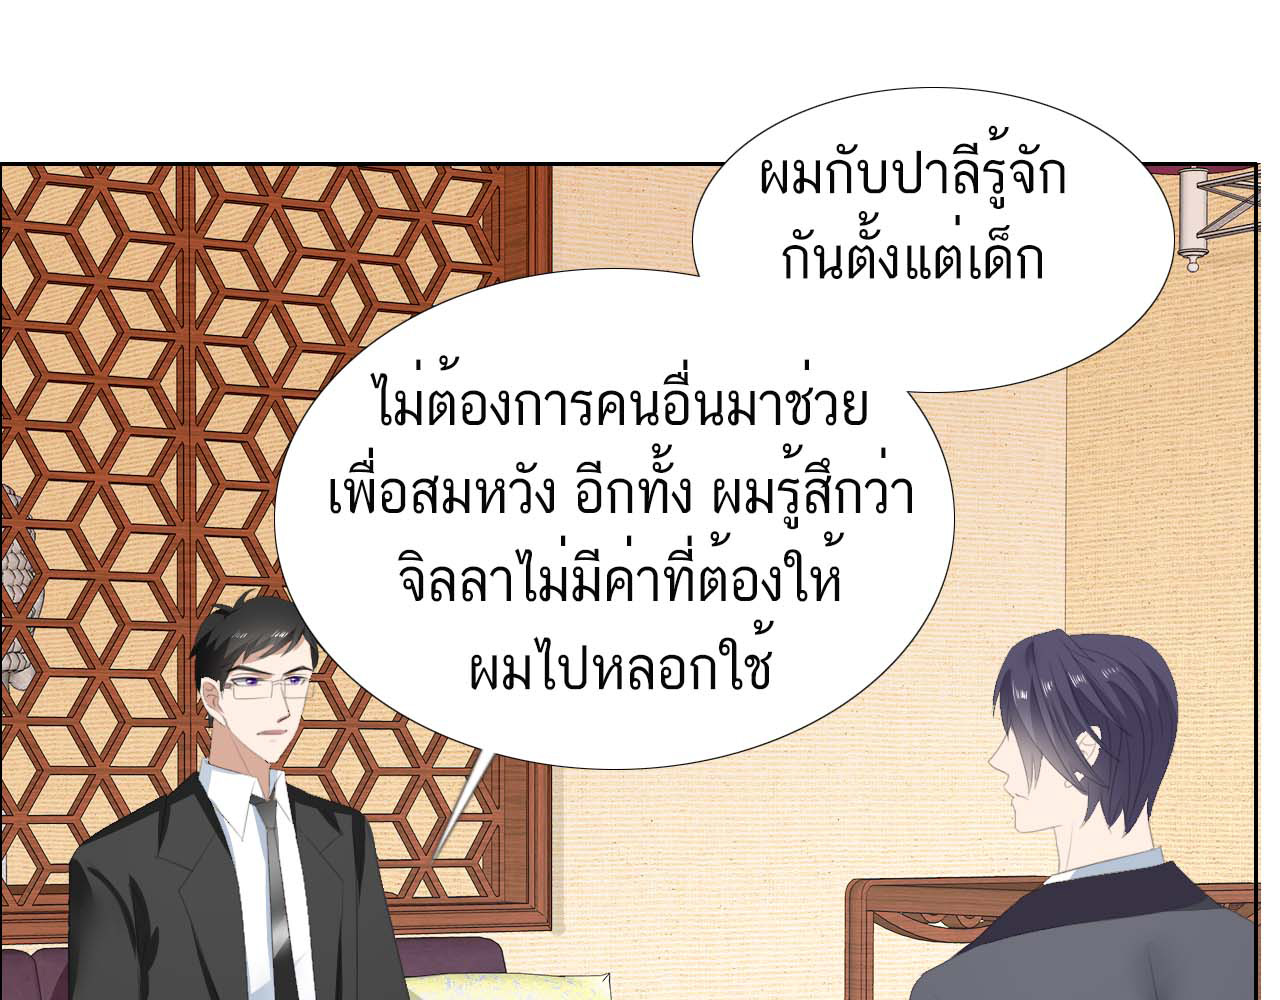 ผมกับปาลีรู้จัก
กันตั้งแต่เด็ก
ไม่ต้องการคนอื่นมาช่วย
เพื่อสมหวัง อีกทั้ง ผมรู้สึกว่า
จิลลาไม่มีค่าที่ต้องให้
ผมไปหลอกใช้